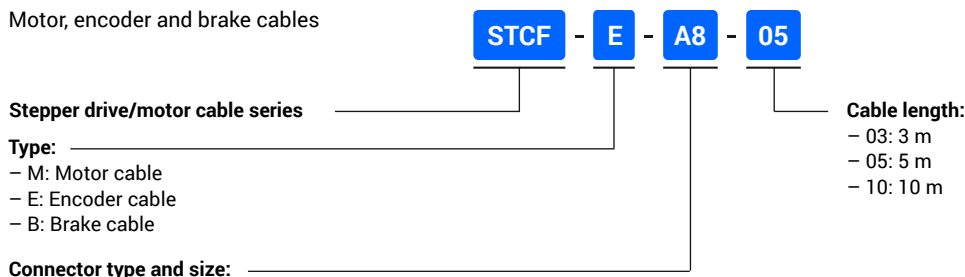 Motor, encoder and brake cables
STCF - E - A8 - 05
Stepper drive/motor cable series
Type:
– M: Motor cable
– E: Encoder cable
– B: Brake cable
Connector type and size:
Cable length:
– 03: 3 m
– 05: 5 m
– 10: 10 m